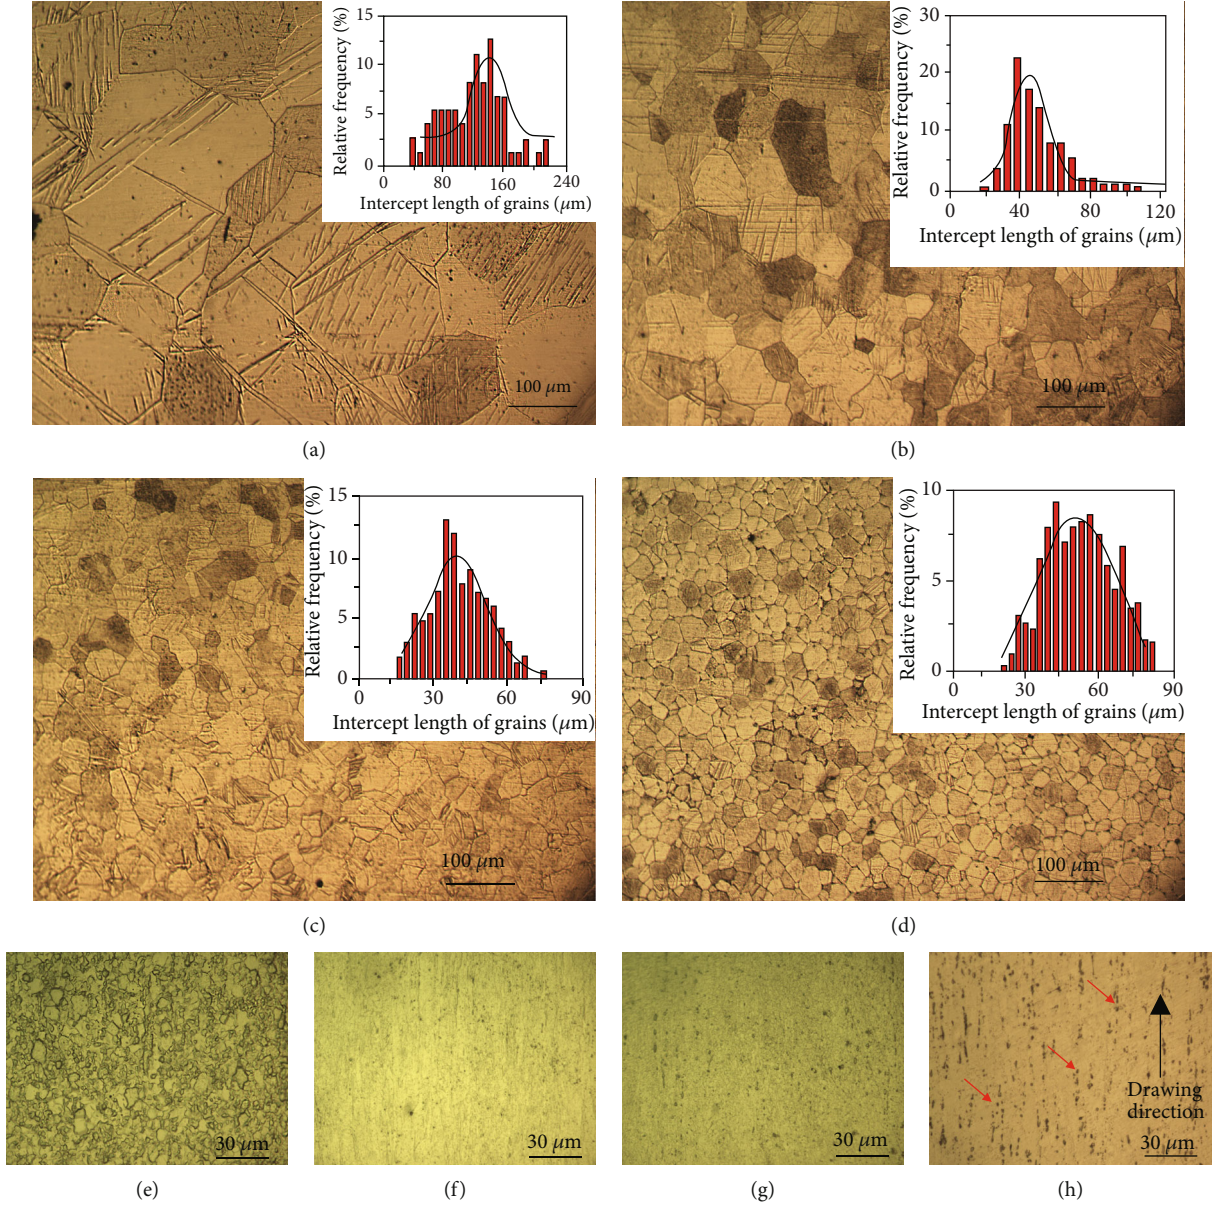 15
10
5
0
Relative frequency (%)
0 80 160 240
Intercept length of grains (μm)
100 μm
(a)
30
20
10
0
Relative frequency (%)
0 40 80 120
Intercept length of grains (μm)
100 μm
(b)
15
10
5
0
Relative frequency (%)
0 30 60 90
Intercept length of grains (μm)
100 μm
(c)
10
5
0
Relative frequency (%)
0 30 60 90
Intercept length of grains (μm)
100 μm
(d)
30 μm
(e)
30 μm
(f)
30 μm
(g)
Drawing
direction
30 μm
(h)